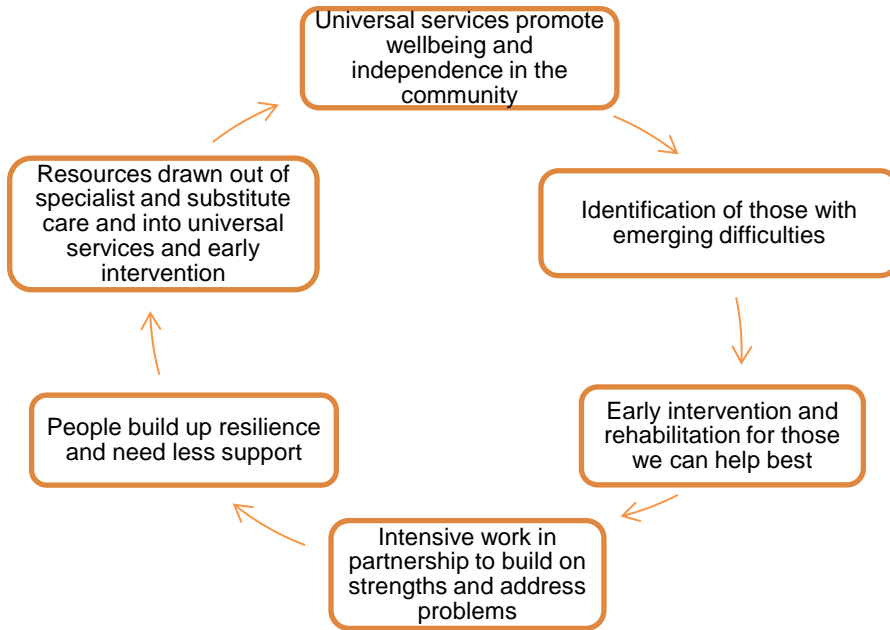 Universal services promote
wellbeing and
independence in the
community
Identification of those with
emerging difficulties
Early intervention and
rehabilitation for those
we can help best
Intensive work in
partnership to build on
strengths and address
problems
People build up resilience
and need less support
Resources drawn out of
specialist and substitute
care and into universal
services and early
intervention